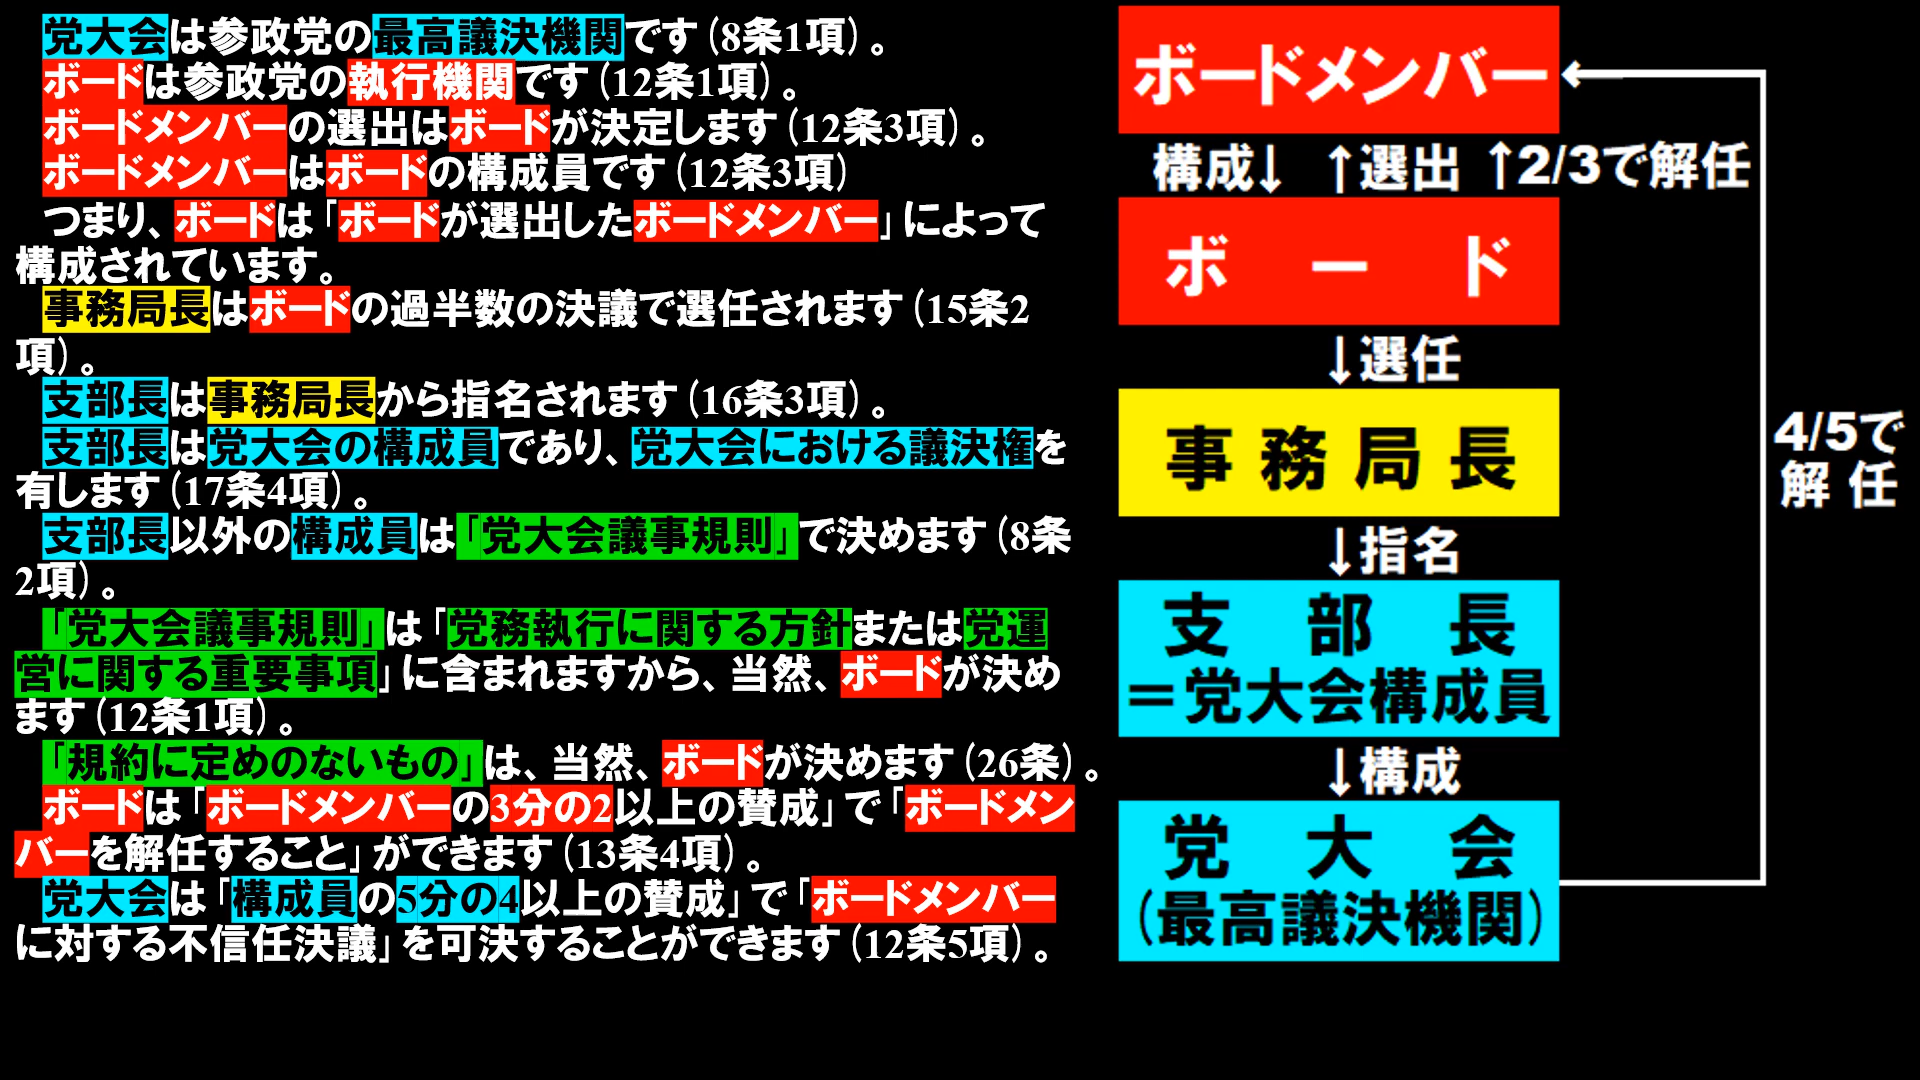 党大会は参政党の最高議決機関です(8条1項)。
ボードは参政党の執行機関です(12条1項)。
ボードメンバーの選出はボードが決定します(12条3項)。
ボードメンバーはボードの構成員です(12条3項)
つまり、ボードは「ボードが選出したボードメンバー」によって
構成されています。
事務局長はボードの過半数の決議で選任されます(15条2
項)。
支部長は事務局長から指名されます(16条3項)。
支部長は党大会の構成員であり、党大会における議決権を
有します(17条4項)。
支部長以外の構成員は「党大会議事規則」で決めます(8条
2項)。
「党大会議事規則」は「党務執行に関する方針または党運
営に関する重要事項」に含まれますから、当然、ボードが決め
ます(12条1項)。
「規約に定めのないもの」は、当然、ボードが決めます(26条)。
ボードは「ボードメンバーの3分の2以上の賛成」で「ボードメン
バーを解任すること」ができます(13条4項)。
党大会は「構成員の5分の4以上の賛成」で「ボードメンバー
に対する不信任決議」を可決することができます(12条5項)。
ボードメンバー←
構成↓ ↑選出 ↑2/3で解任
ボード
↓選任
事務局長
↓指名
支部長
=党大会構成員
↓構成
党大会
(最高議決機関)
4/5で
解任